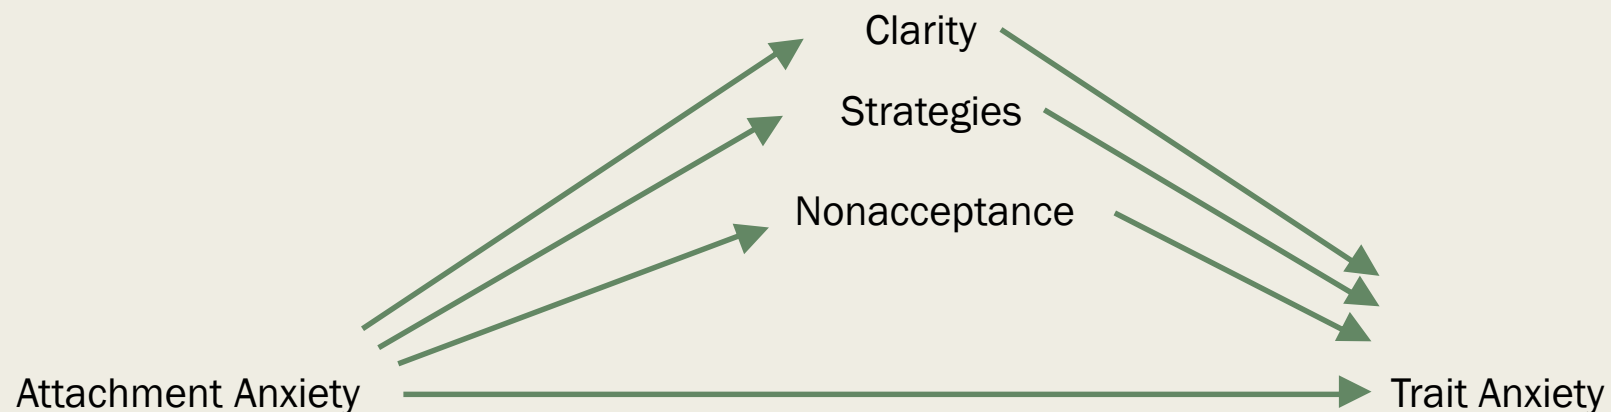 Clarity
Strategies
Nonacceptance
Attachment Anxiety
Trait Anxiety